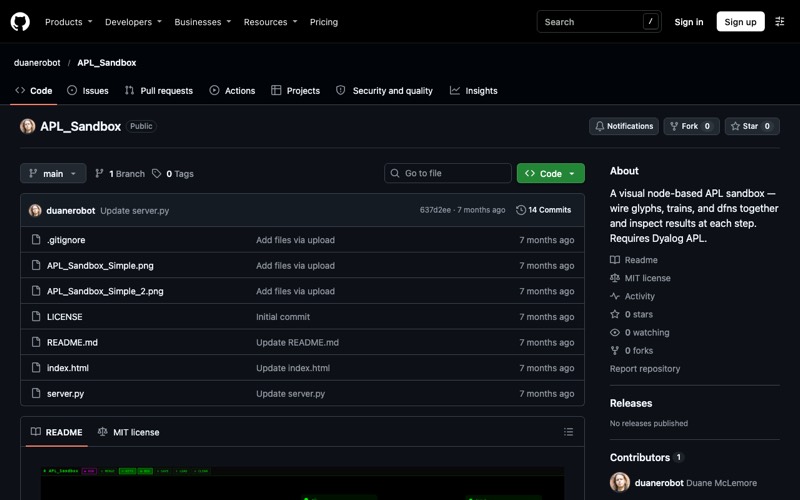 Products Developers Businesses Resources Pricing Search / Sign in Sign up
duanerobot / APL_Sandbox
Code Issues Pull requests Actions Projects Security and quality Insights
APL_Sandbox Public Notifications Fork 0 Star 0
main 1 Branch 0 Tags Go to file Code
duanerobot Update server.py 637d2ee · 7 months ago 14 Commits
.gitignore Add files via upload 7 months ago
APL_Sandbox_Simple.png Add files via upload 7 months ago
APL_Sandbox_Simple_2.png Add files via upload 7 months ago
LICENSE Initial commit 7 months ago
README.md Update README.md 7 months ago
index.html Update index.html 7 months ago
server.py Update server.py 7 months ago
README MIT license
APL_Sandbox
About
A visual node-based APL sandbox —
wire glyphs, trains, and dfns together
and inspect results at each step.
Requires Dyalog APL.
Readme
MIT license
Activity
0 stars
0 watching
0 forks
Report repository
Releases
No releases published
Contributors 1
duanerobot Duane McLemore